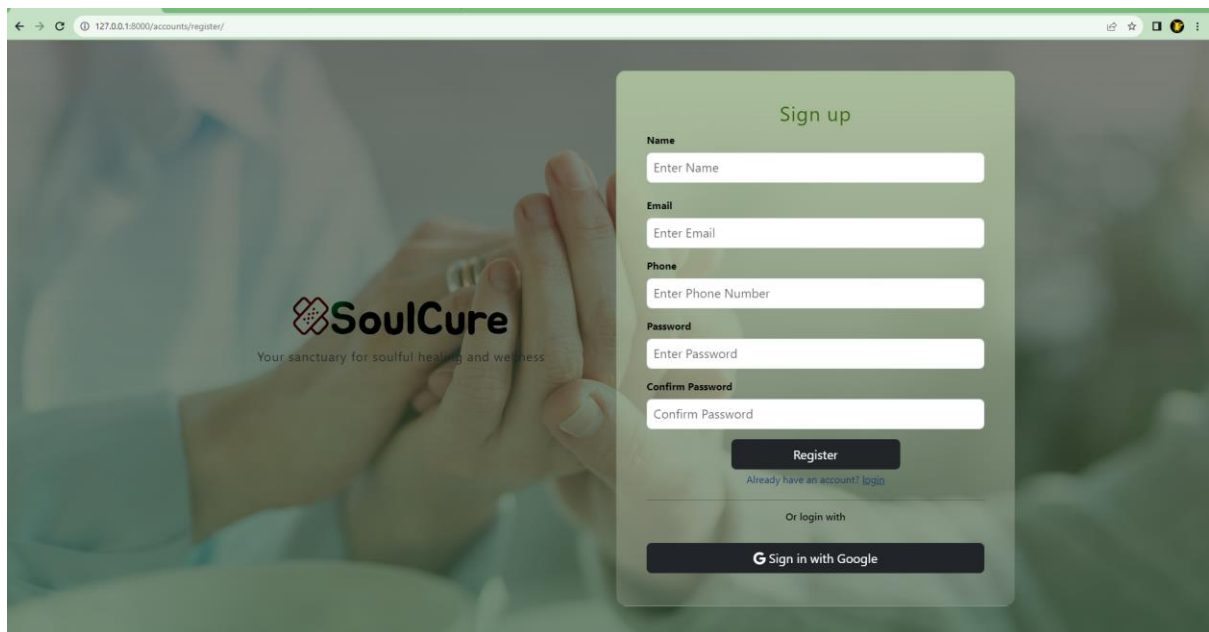 127.0.0.1:8000/accounts/register/
SoulCure
Your sanctuary for soulful healing and wellness
Sign up
Name
Enter Name
Email
Enter Email
Phone
Enter Phone Number
Password
Enter Password
Confirm Password
Confirm Password
Register
Already have an account? login
Or login with
G Sign in with Google